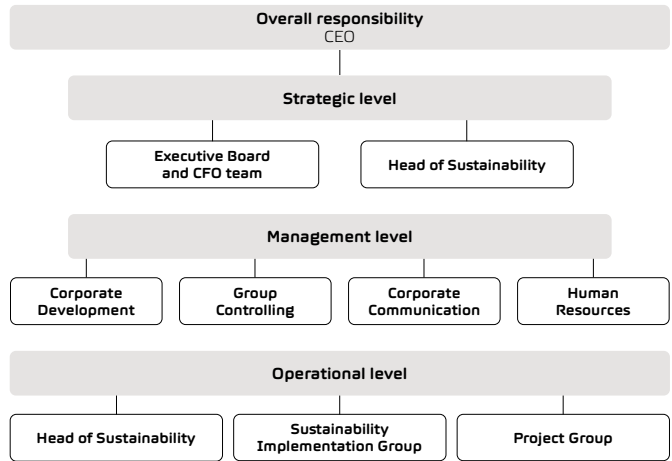 Overall responsibility
CEO
Strategic level
Executive Board
and CFO team
Head of Sustainability
Management level
Corporate
Development
Group
Controlling
Corporate
Communication
Human
Resources
Operational level
Head of Sustainability
Sustainability
Implementation Group
Project Group